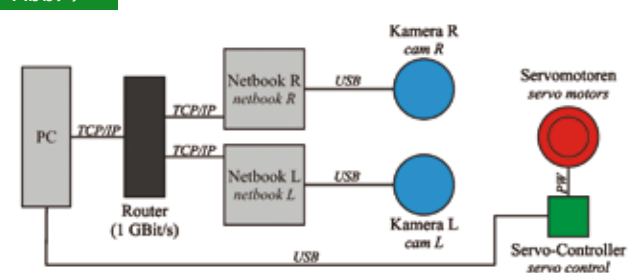 Kamera R
cam R
Netbook R
netbook R
USB
Servomotoren
servo motors
TCP/IP
PC
TCP/IP
TCP/IP
Netbook L
netbook L
USB
PW
Router
(1 GBit/s)
Kamera L
cam L
Servo-Controller
servo control
USB